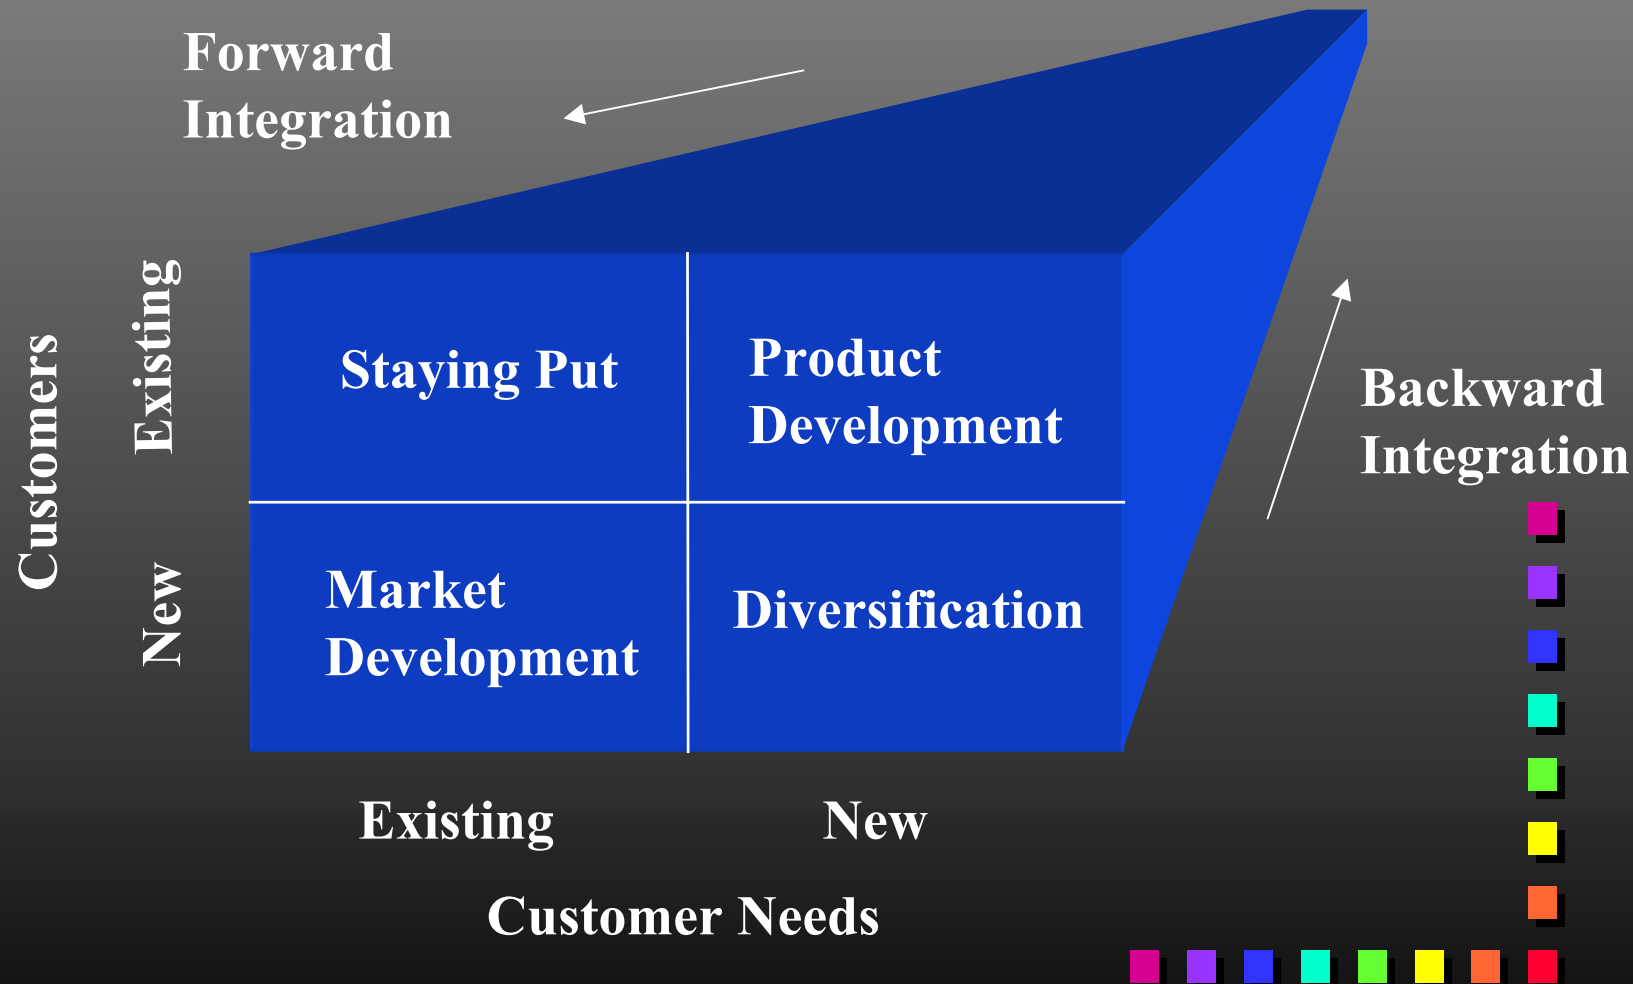 Forward
Integration
Customers
Existing
New
Staying Put
Product
Development
Market
Development
Diversification
Backward
Integration
Existing
New
Customer Needs